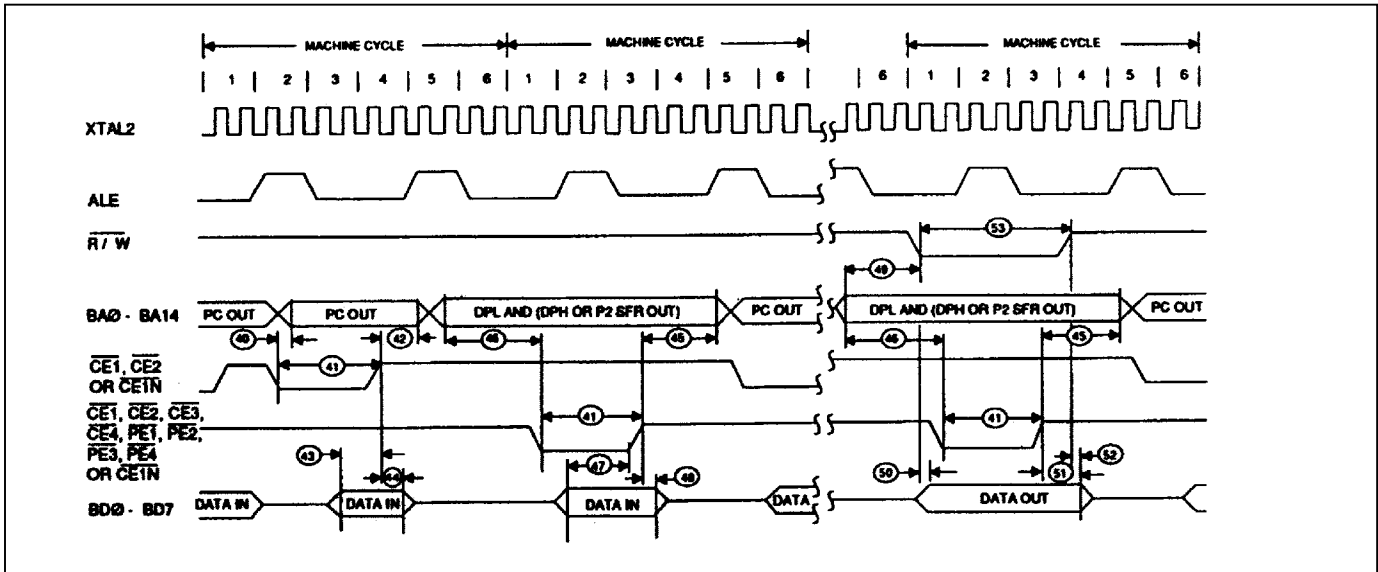 MACHINE CYCLE MACHINE CYCLE MACHINE CYCLE
1 2 3 4 5 6 1 2 3 4 5 6 6 1 2 3 4 5 6
XTAL2
ALE
R / W
53
49
BAØ - BA14 PC OUT PC OUT DPL AND (DPH OR P2 SFR OUT) PC OUT DPL AND (DPH OR P2 SFR OUT) PC OUT
40 42 46 45 46 45
CE1, CE2
OR CE1N
41
CE1, CE2, CE3,
CE4, PE1, PE2,
PE3, PE4
OR CE1N
41 41
43 44 47 48 50 51 52
BDØ - BD7 DATA IN DATA IN DATA IN DATA DATA OUT